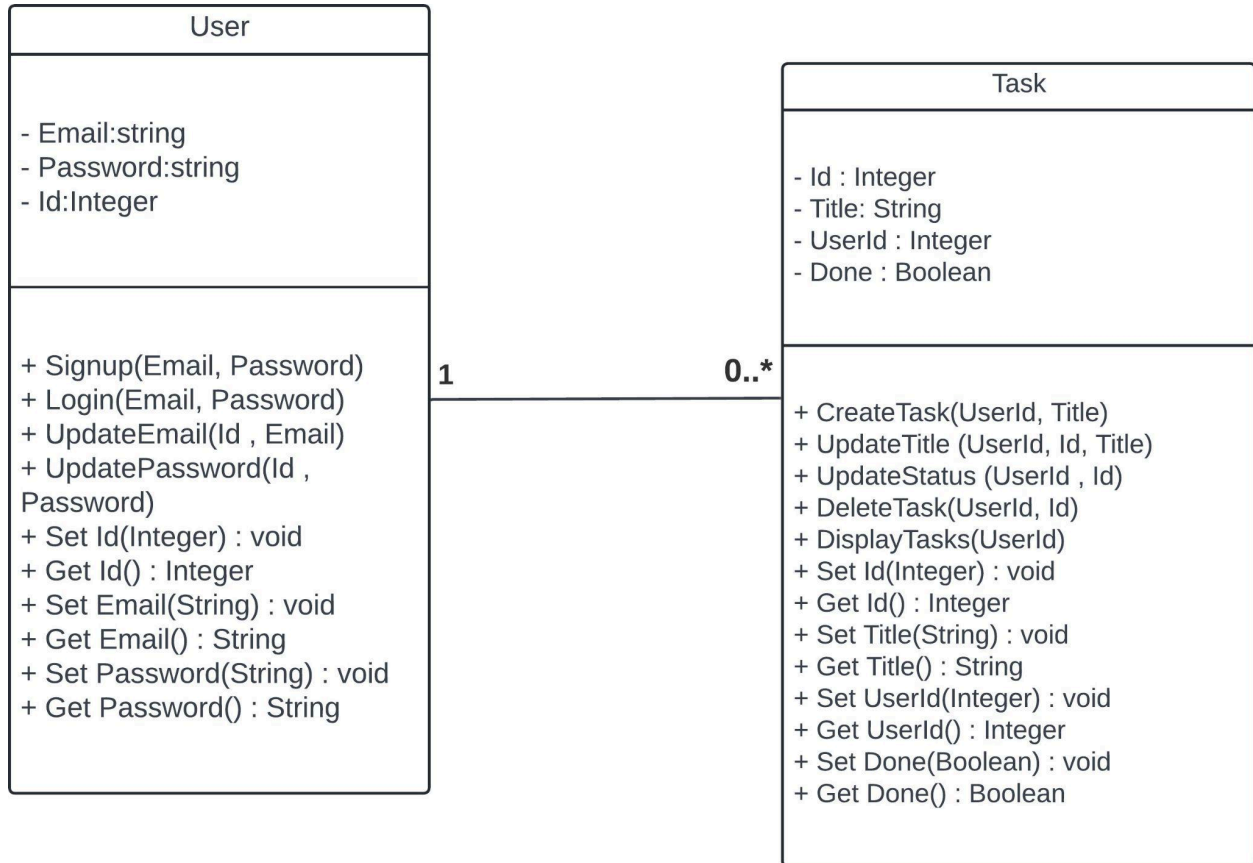 User
- Email:string
- Password:string
- Id:Integer
+ Signup(Email, Password)
+ Login(Email, Password)
+ UpdateEmail(Id , Email)
+ UpdatePassword(Id ,
Password)
+ Set Id(Integer) : void
+ Get Id() : Integer
+ Set Email(String) : void
+ Get Email() : String
+ Set Password(String) : void
+ Get Password() : String
1
0..*
Task
- Id : Integer
- Title: String
- UserId : Integer
- Done : Boolean
+ CreateTask(UserId, Title)
+ UpdateTitle (UserId, Id, Title)
+ UpdateStatus (UserId , Id)
+ DeleteTask(UserId, Id)
+ DisplayTasks(UserId)
+ Set Id(Integer) : void
+ Get Id() : Integer
+ Set Title(String) : void
+ Get Title() : String
+ Set UserId(Integer) : void
+ Get UserId() : Integer
+ Set Done(Boolean) : void
+ Get Done() : Boolean